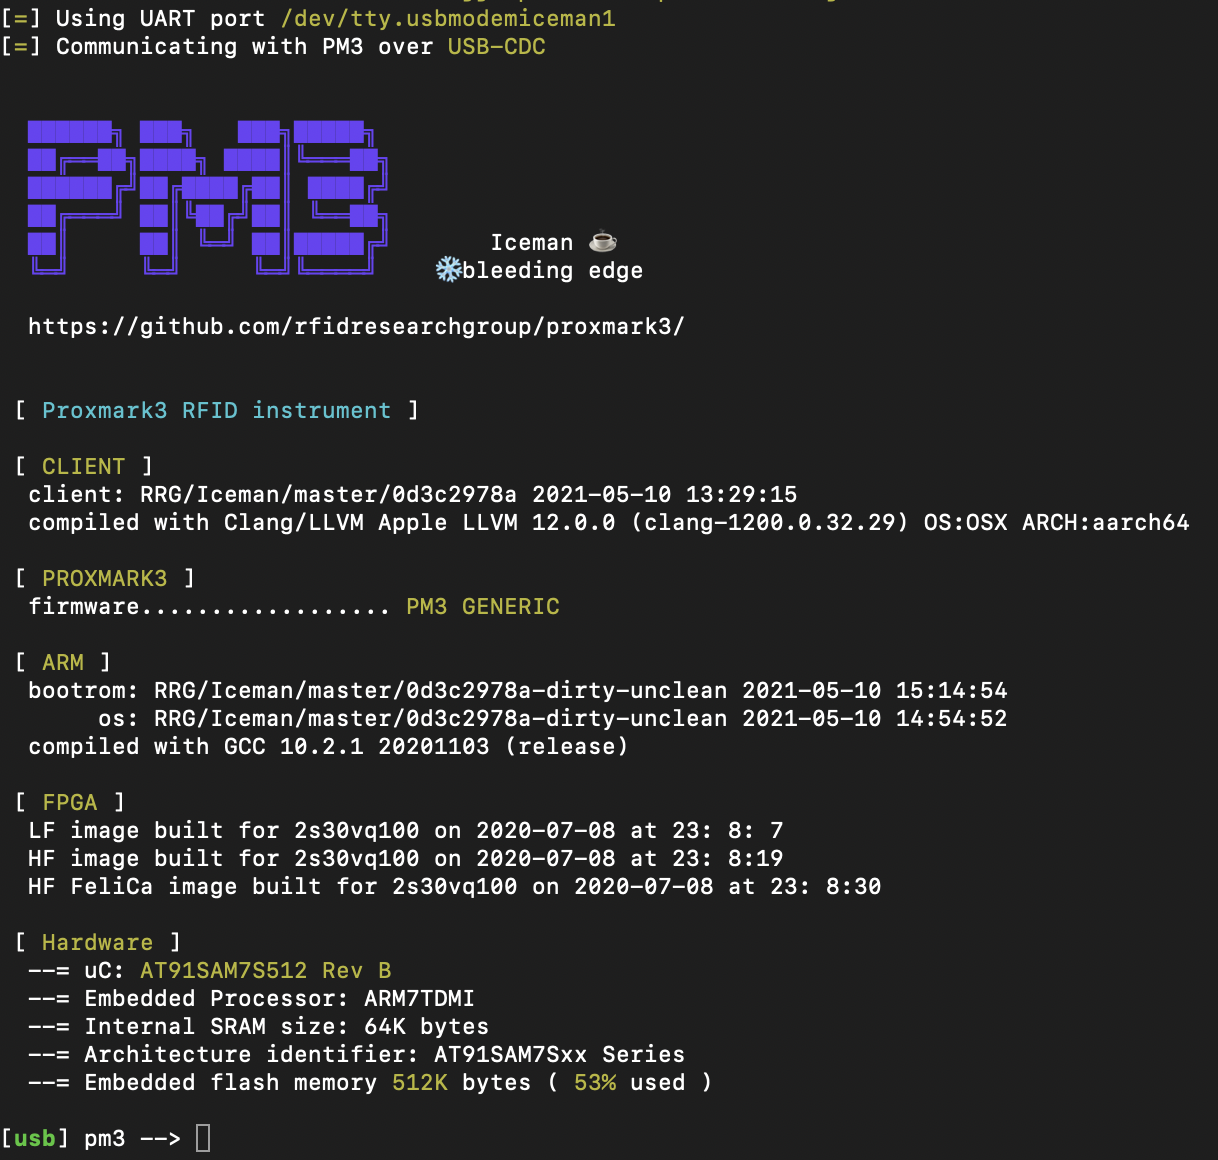 [=] Using UART port /dev/tty.usbmodemiceman1
[=] Communicating with PM3 over USB-CDC
PM3
Iceman ☕
❄️bleeding edge
https://github.com/rfidresearchgroup/proxmark3/
[ Proxmark3 RFID instrument ]
[ CLIENT ]
client: RRG/Iceman/master/0d3c2978a 2021-05-10 13:29:15
compiled with Clang/LLVM Apple LLVM 12.0.0 (clang-1200.0.32.29) OS:OSX ARCH:aarch64
[ PROXMARK3 ]
firmware.................. PM3 GENERIC
[ ARM ]
bootrom: RRG/Iceman/master/0d3c2978a-dirty-unclean 2021-05-10 15:14:54
os: RRG/Iceman/master/0d3c2978a-dirty-unclean 2021-05-10 14:54:52
compiled with GCC 10.2.1 20201103 (release)
[ FPGA ]
LF image built for 2s30vq100 on 2020-07-08 at 23: 8: 7
HF image built for 2s30vq100 on 2020-07-08 at 23: 8:19
HF FeliCa image built for 2s30vq100 on 2020-07-08 at 23: 8:30
[ Hardware ]
--= uC: AT91SAM7S512 Rev B
--= Embedded Processor: ARM7TDMI
--= Internal SRAM size: 64K bytes
--= Architecture identifier: AT91SAM7Sxx Series
--= Embedded flash memory 512K bytes ( 53% used )
[usb] pm3 -->